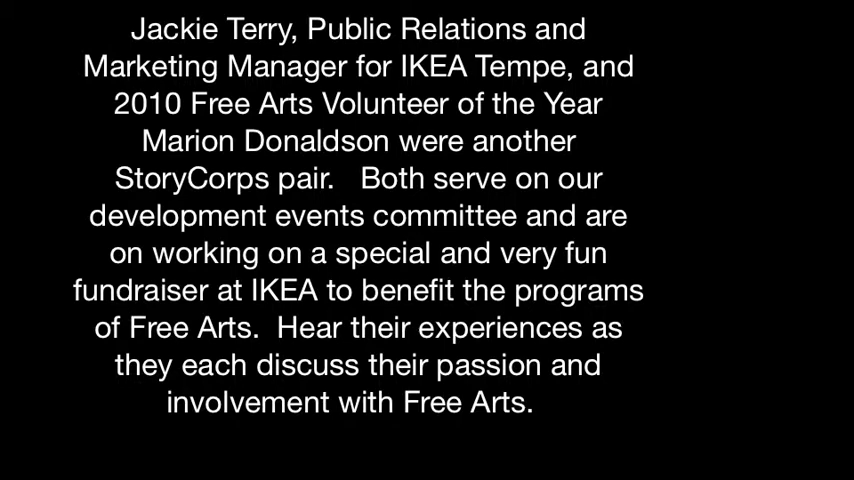 Jackie Terry, Public Relations and
Marketing Manager for IKEA Tempe, and
2010 Free Arts Volunteer of the Year
Marion Donaldson were another
StoryCorps pair.   Both serve on our
development events committee and are
on working on a special and very fun
fundraiser at IKEA to benefit the programs
of Free Arts.  Hear their experiences as
they each discuss their passion and
involvement with Free Arts.